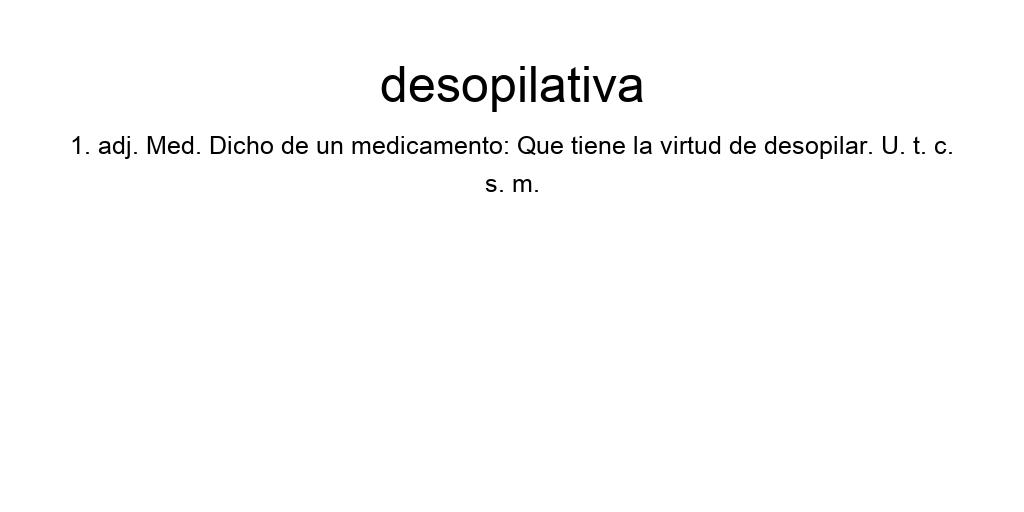 desopilativa
1. adj. Med. Dicho de un medicamento: Que tiene la virtud de desopilar. U. t. c.
s. m.